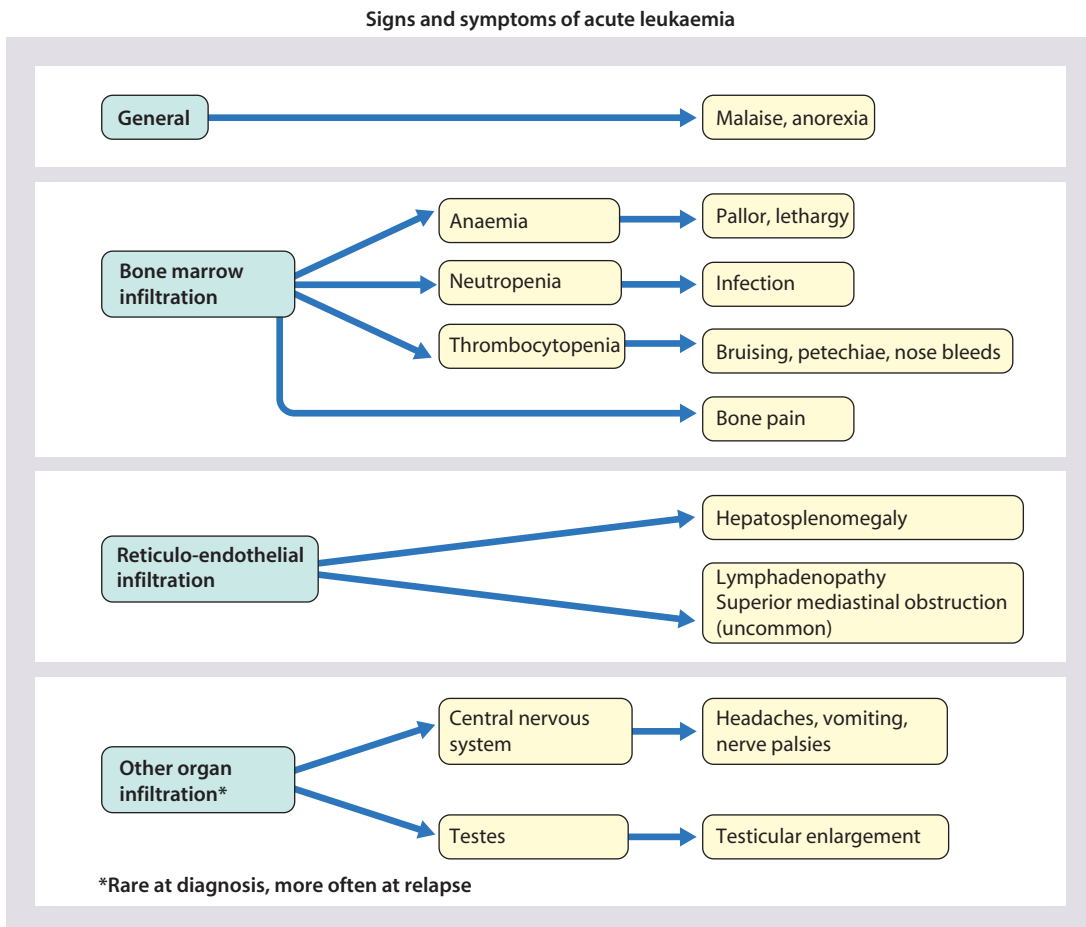 Signs and symptoms of acute leukaemia
General
Malaise, anorexia
Bone marrow
infiltration
Anaemia
Pallor, lethargy
Neutropenia
Infection
Thrombocytopenia
Bruising, petechiae, nose bleeds
Bone pain
Reticulo-endothelial
infiltration
Hepatosplenomegaly
Lymphadenopathy
Superior mediastinal obstruction
(uncommon)
Other organ
infiltration*
Central nervous
system
Headaches, vomiting,
nerve palsies
Testes
Testicular enlargement
*Rare at diagnosis, more often at relapse